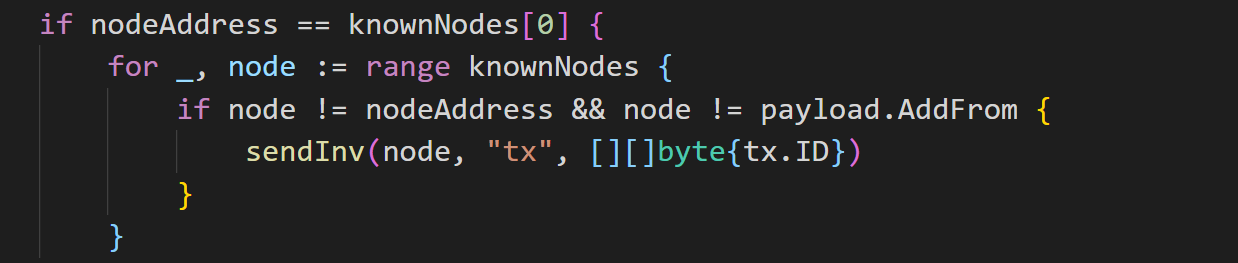 if nodeAddress == knownNodes[0] {
for _, node := range knownNodes {
if node != nodeAddress && node != payload.AddFrom {
sendInv(node, "tx", [][]byte{tx.ID})
}
}